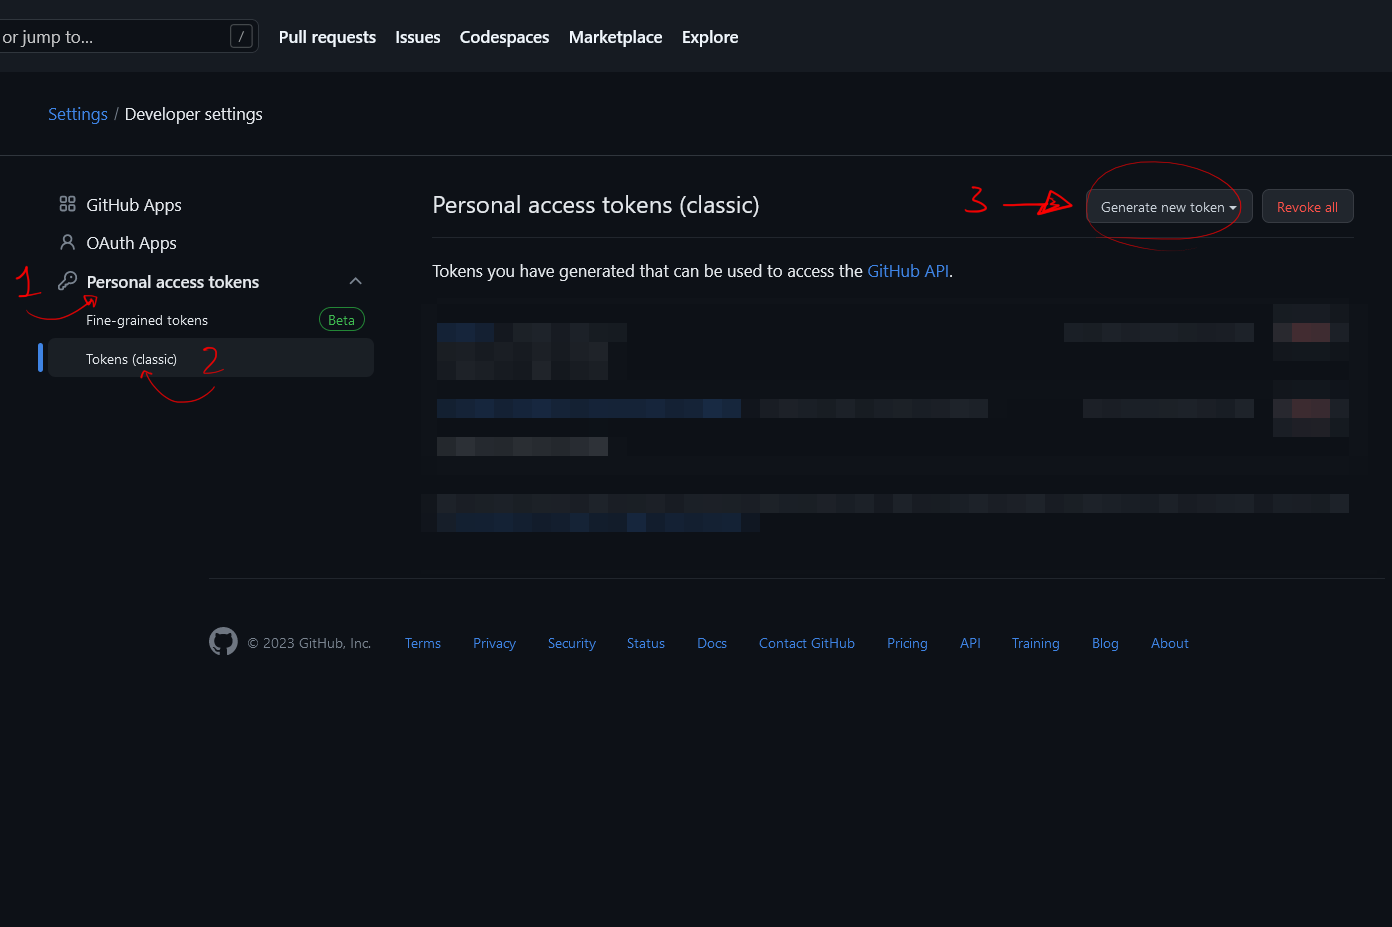 or jump to... / Pull requests Issues Codespaces Marketplace Explore
Settings / Developer settings
GitHub Apps
OAuth Apps
1 Personal access tokens
Fine-grained tokens Beta
Tokens (classic) 2
Personal access tokens (classic) 3 Generate new token Revoke all
Tokens you have generated that can be used to access the GitHub API.
© 2023 GitHub, Inc. Terms Privacy Security Status Docs Contact GitHub Pricing API Training Blog About